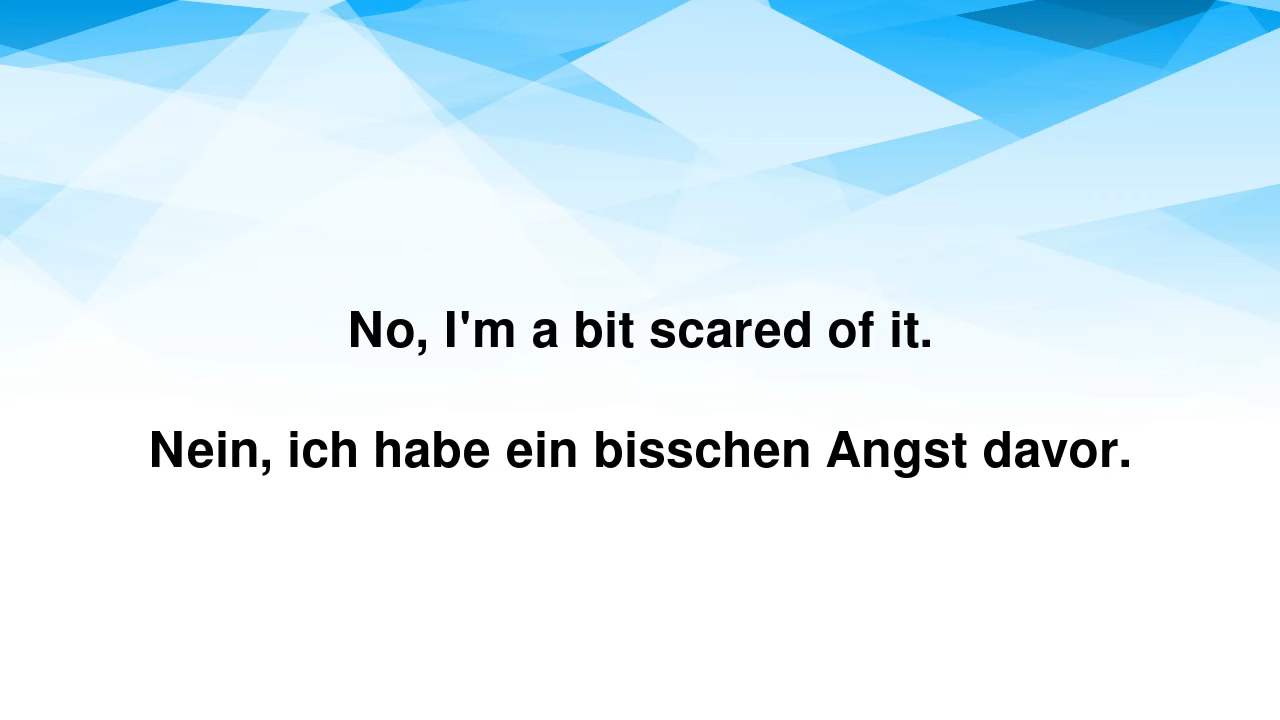 No, I'm a bit scared of it.
Nein, ich habe ein bisschen Angst davor.